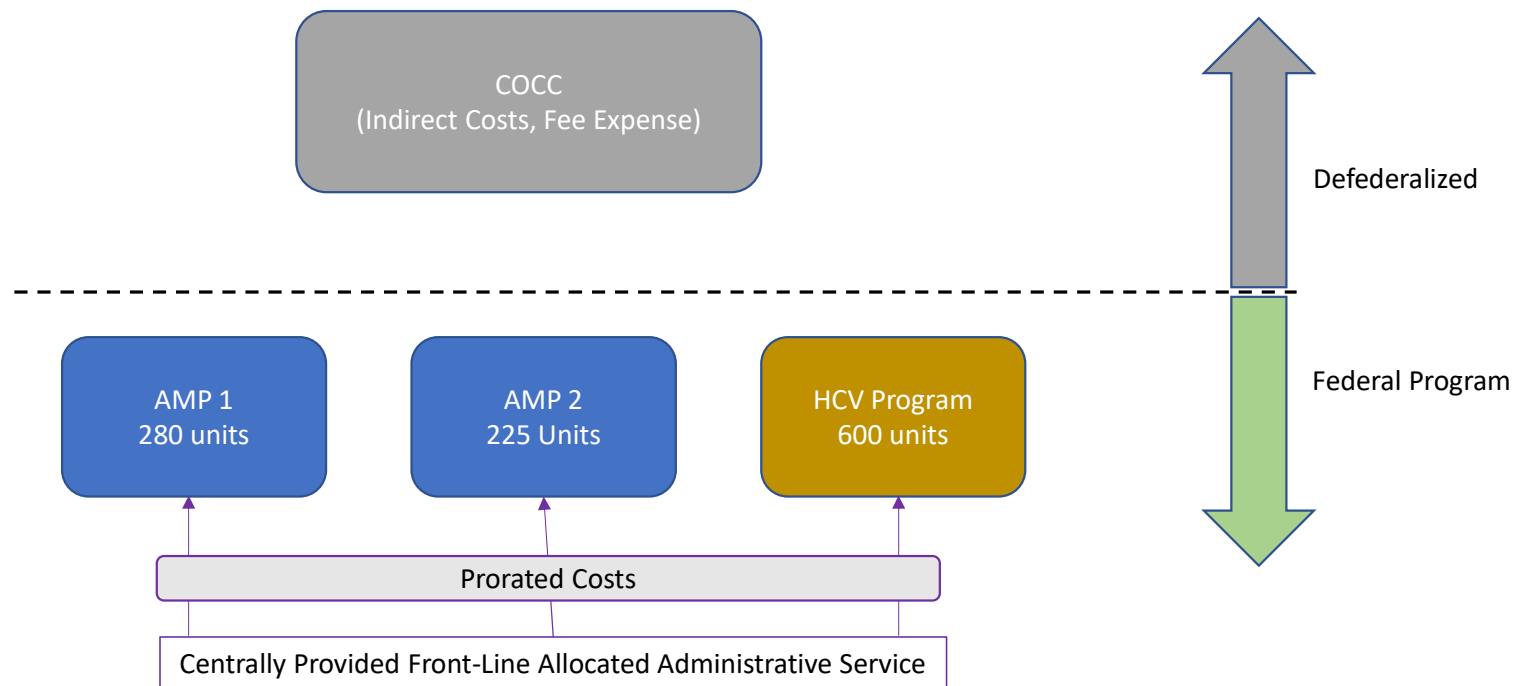 COCC
(Indirect Costs, Fee Expense)
Defederalized
Federal Program
AMP 1
280 units
AMP 2
225 Units
HCV Program
600 units
Prorated Costs
Centrally Provided Front-Line Allocated Administrative Service